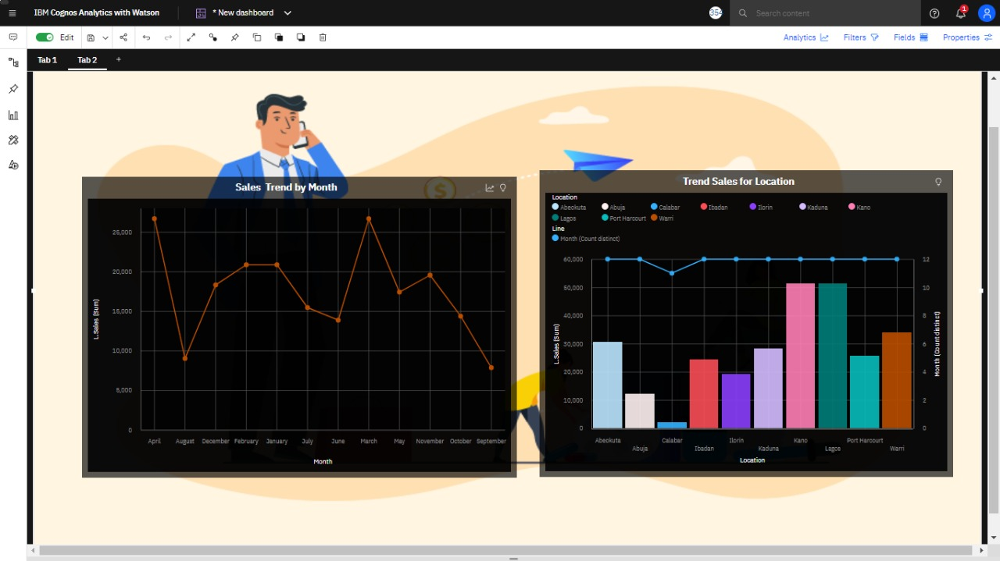 IBM Cognos Analytics with Watson
* New dashboard
354
Search content
1
Edit
Analytics
Filters
Fields
Properties
Tab 1
Tab 2
+
Sales Trend by Month
L.Sales (Sum)
25,000
20,000
15,000
10,000
5,000
0
April August December February January July June March May November October September
Month
$
Trend Sales for Location
Location
Abeokuta Abuja Calabar Ibadan Ilorin Kaduna Kano
Lagos Port Harcourt Warri
Line
Month (Count distinct)
L.Sales (Sum)
60,000
50,000
40,000
30,000
20,000
10,000
0
12
10
8
6
4
2
0
Month (Count distinct)
Abeokuta Calabar Ilorin Kano Port Harcourt
Abuja Ibadan Kaduna Lagos Warri
Location